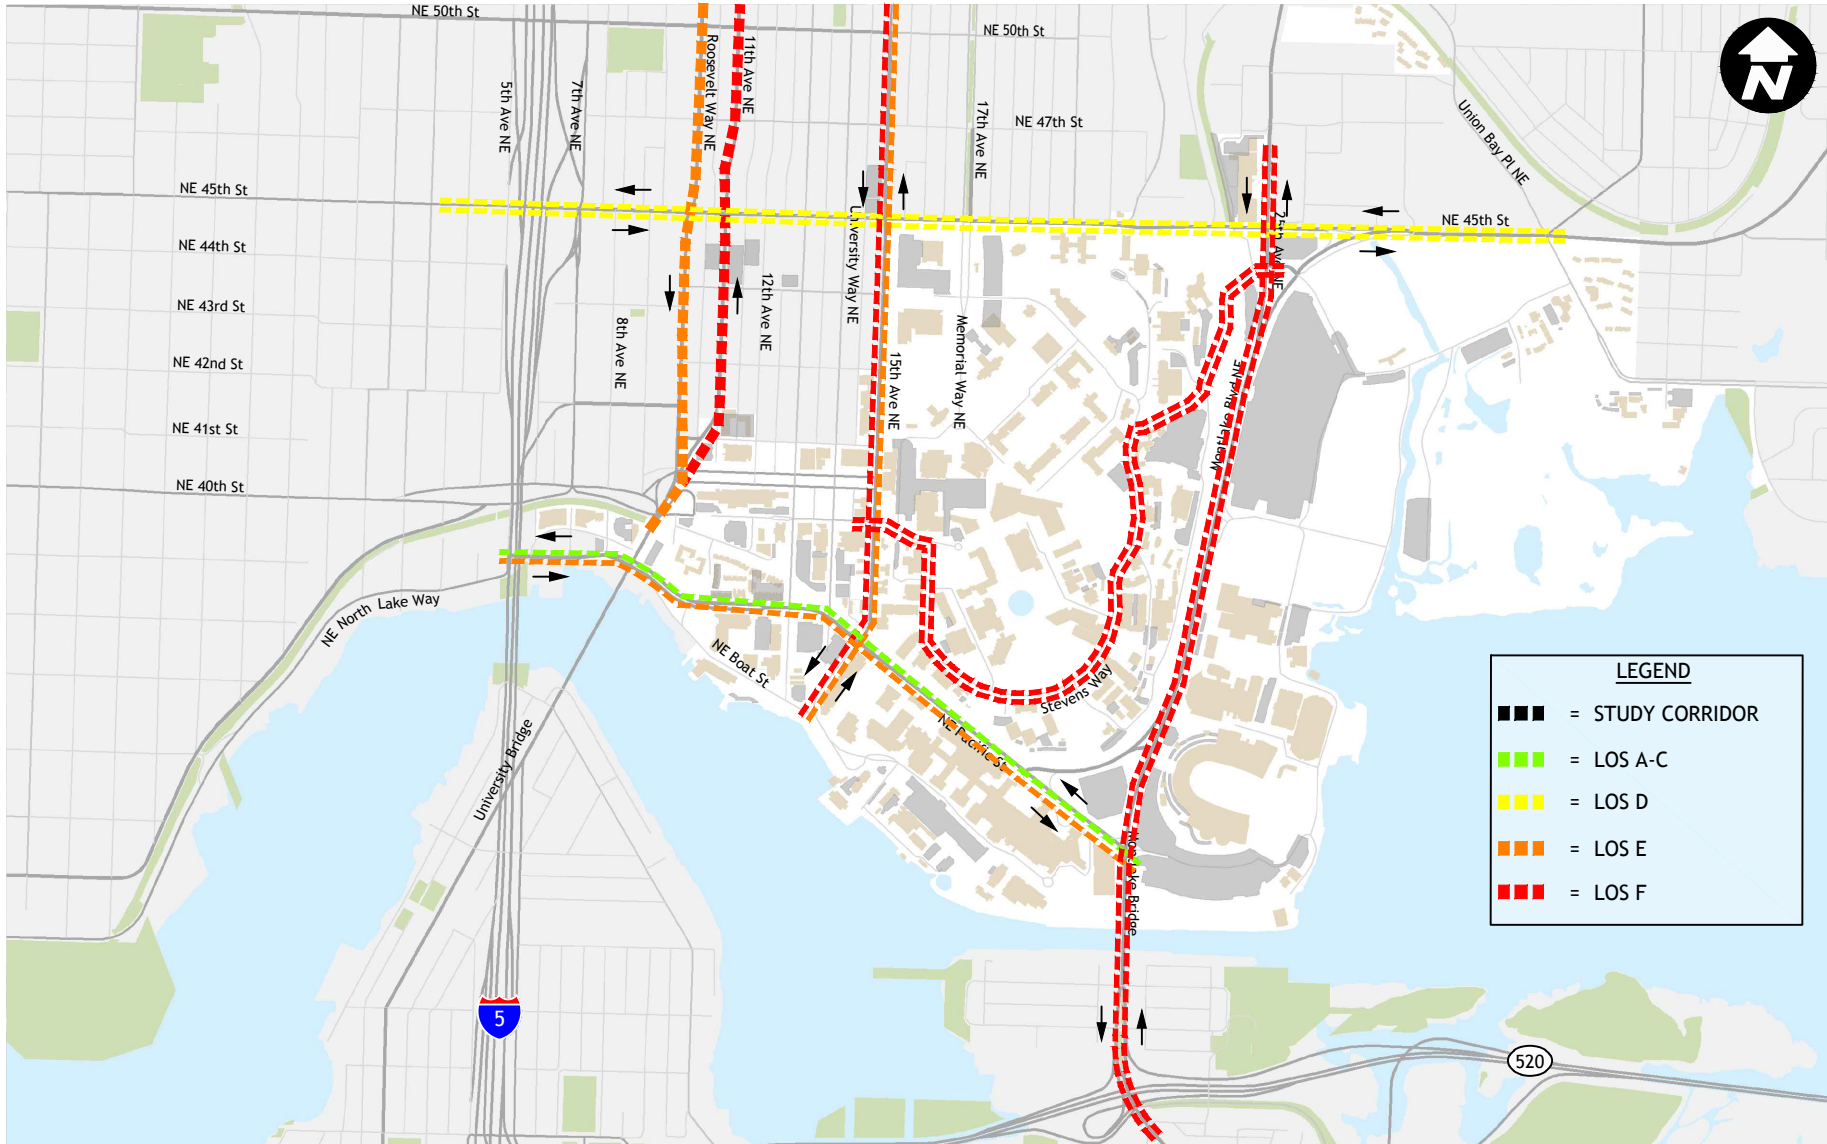 NE 50th St
NE 50th St
N
Roosevelt Way NE
11th Ave NE
5th Ave NE
7th Ave NE
17th Ave NE
NE 47th St
Union Bay Pl NE
NE 45th St
NE 45th St
University Way NE
25th Ave NE
NE 44th St
12th Ave NE
NE 43rd St
8th Ave NE
Memorial Way NE
15th Ave NE
NE 42nd St
Montlake Blvd NE
NE 41st St
NE 40th St
NE North Lake Way
NE Boat St
Stevens Way
NE Pacific St
University Bridge
Montlake Bridge
LEGEND
= STUDY CORRIDOR
= LOS A-C
= LOS D
= LOS E
= LOS F
5
520